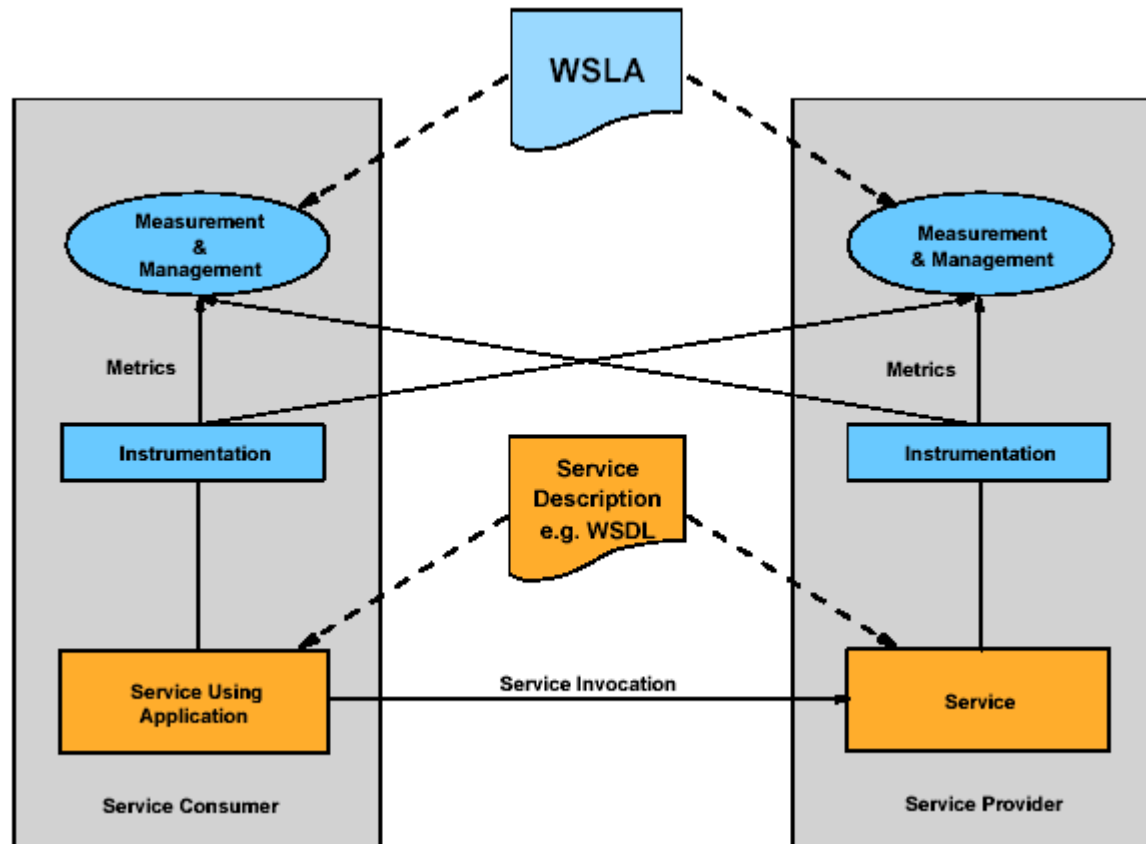 WSLA
Measurement
&
Management
Measurement
& Management
Metrics
Metrics
Instrumentation
Service
Description
e.g. WSDL
Instrumentation
Service Using
Application
Service Invocation
Service
Service Consumer
Service Provider